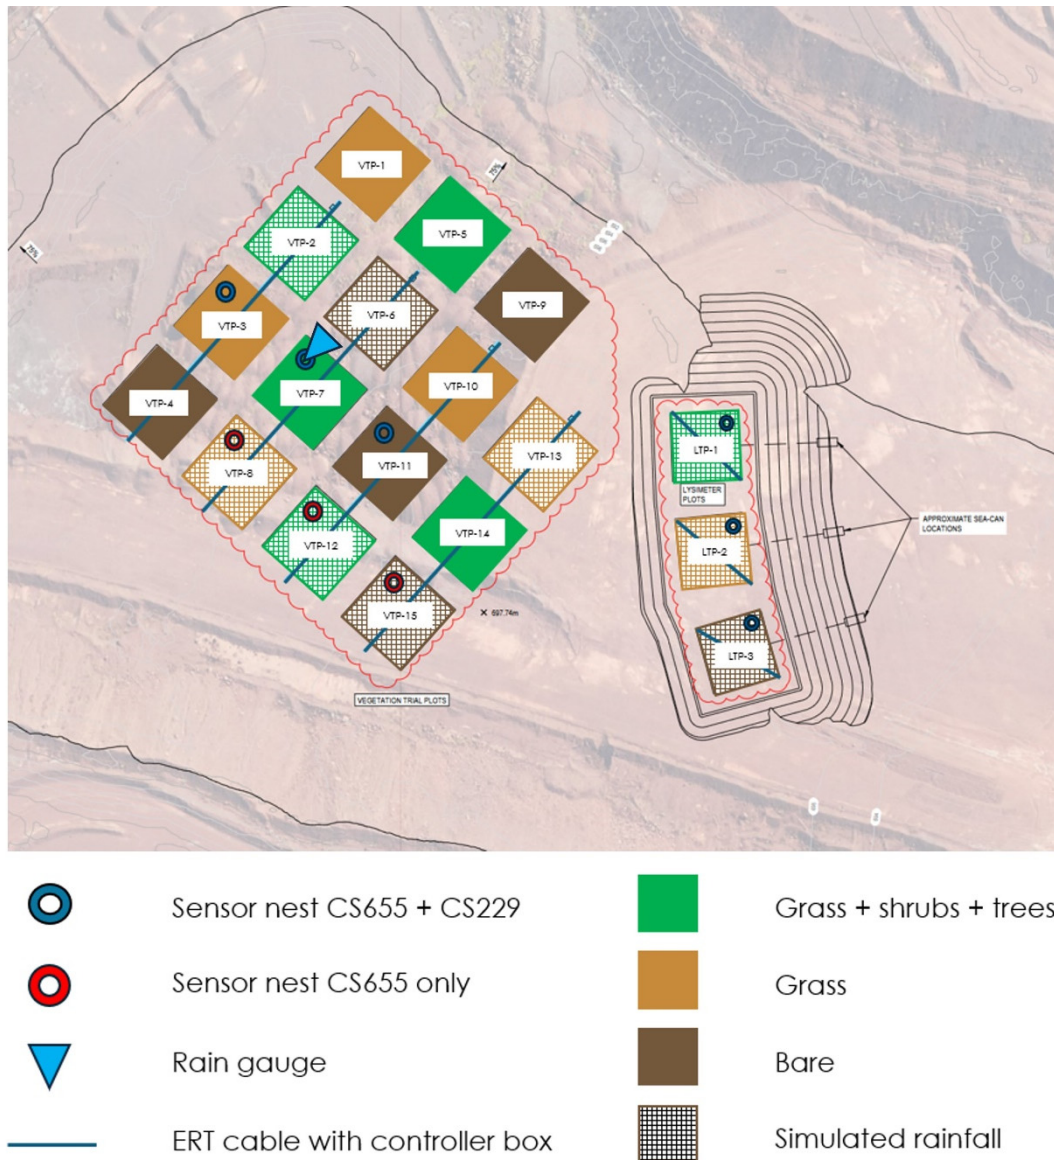 VTP-1
75%
VTP-5
VTP-2
75%
VTP-9
VTP-6
VTP-3
VTP-10
VTP-7
VTP-4
VTP-13
VTP-11
VTP-8
VTP-14
VTP-12
VTP-15
697.74m
VEGETATION TRIAL PLOTS
LTP-1
LYSIMETER
PLOTS
LTP-2
LTP-3
APPROXIMATE SEA-CAN
LOCATIONS
Sensor nest CS655 + CS229
Grass + shrubs + trees
Sensor nest CS655 only
Grass
Rain gauge
Bare
ERT cable with controller box
Simulated rainfall